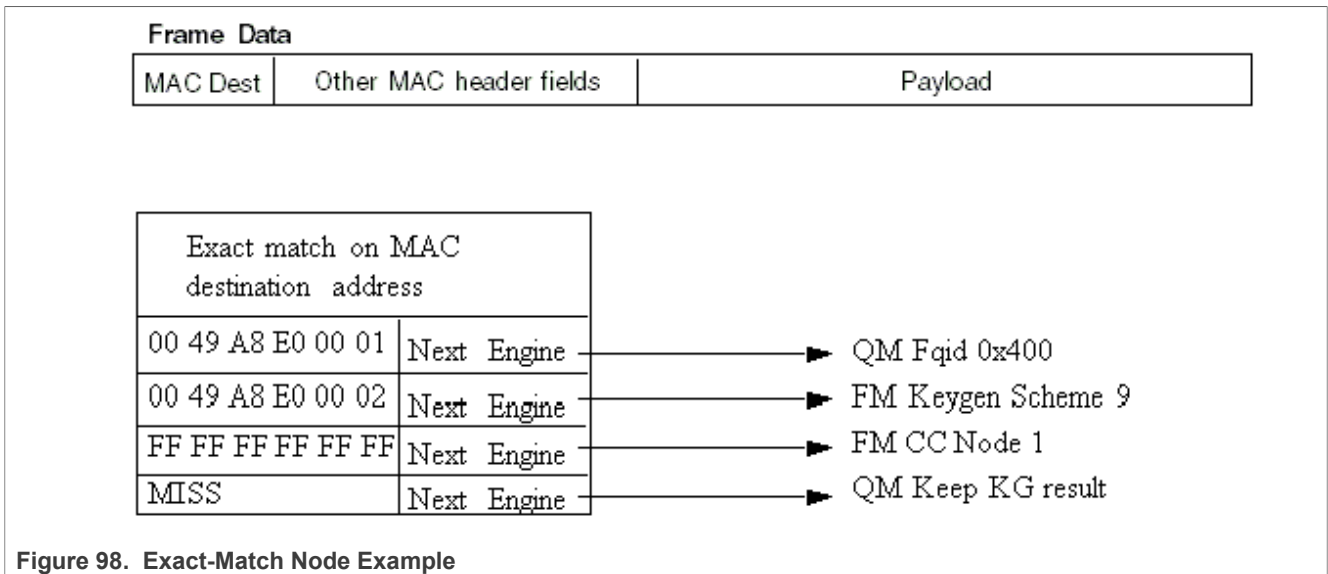 Frame Data
MAC Dest Other MAC header fields Payload
Exact match on MAC
destination address
00 49 A8 E0 00 01 Next Engine QM Fqid 0x400
00 49 A8 E0 00 02 Next Engine FM Keygen Scheme 9
FF FF FF FF FF FF Next Engine FM CC Node 1
MISS Next Engine QM Keep KG result
Figure 98. Exact-Match Node Example